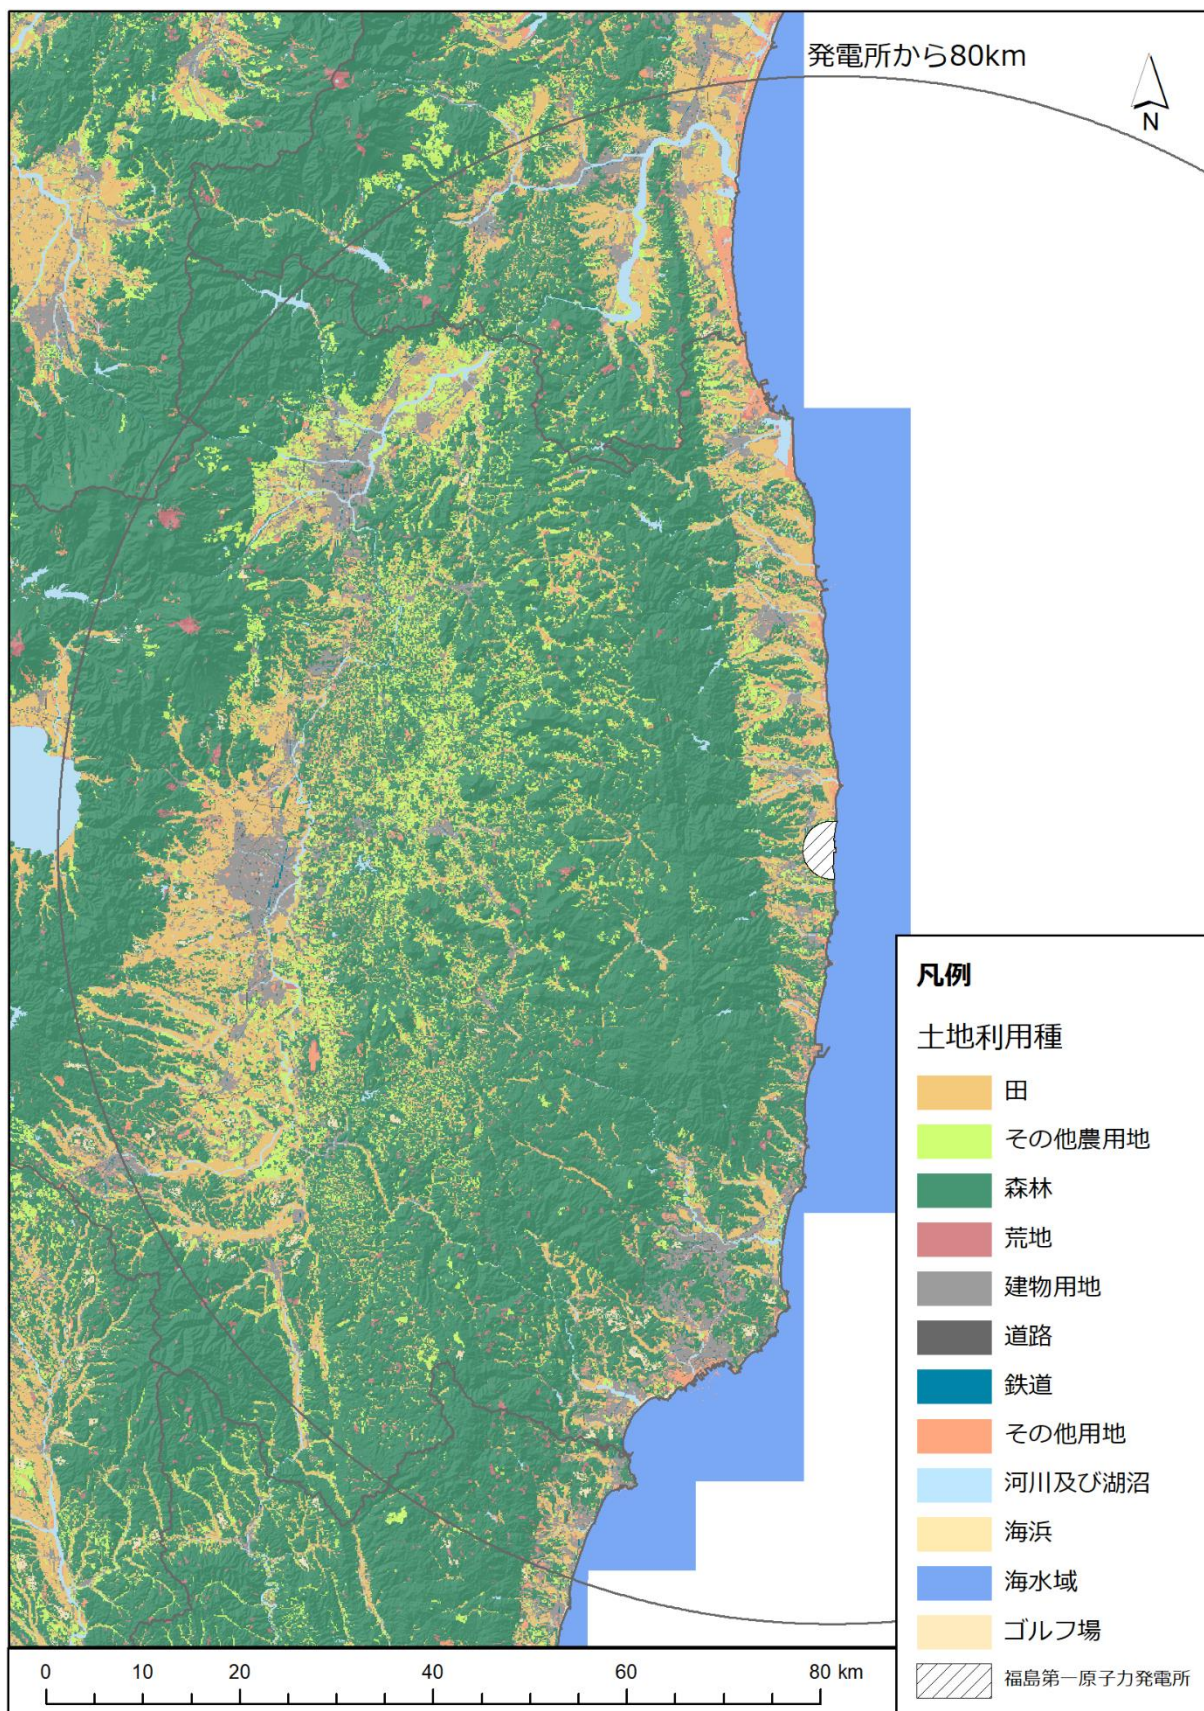 発電所から80km
N
凡例
土地利用種
田
その他農用地
森林
荒地
建物用地
道路
鉄道
その他用地
河川及び湖沼
海浜
海水域
ゴルフ場
福島第一原子力発電所
0 10 20 40 60 80 km